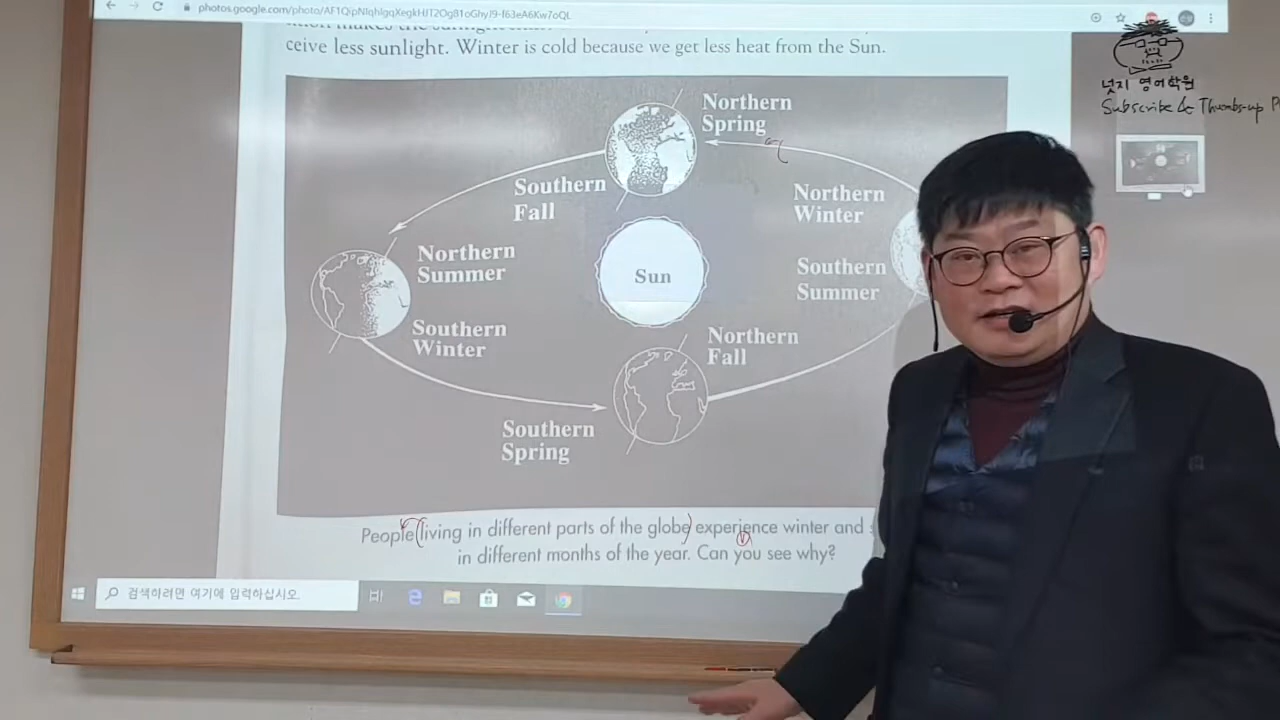 photos.google.com/photo/AF1QipNIqhIgqXegkHJT2OgB1oGhyJ9-I63eA6Kw7oQL
ceive less sunlight. Winter is cold because we get less heat from the Sun.
넛지 영어학원
Subscribe & Thumbs-up
Northern
Spring
Southern
Fall
Northern
Winter
Northern
Summer
Sun
Southern
Summer
Southern
Winter
Northern
Fall
Southern
Spring
People living in different parts of the globe experience winter and
in different months of the year. Can you see why?
검색하려면 여기에 입력하십시오.